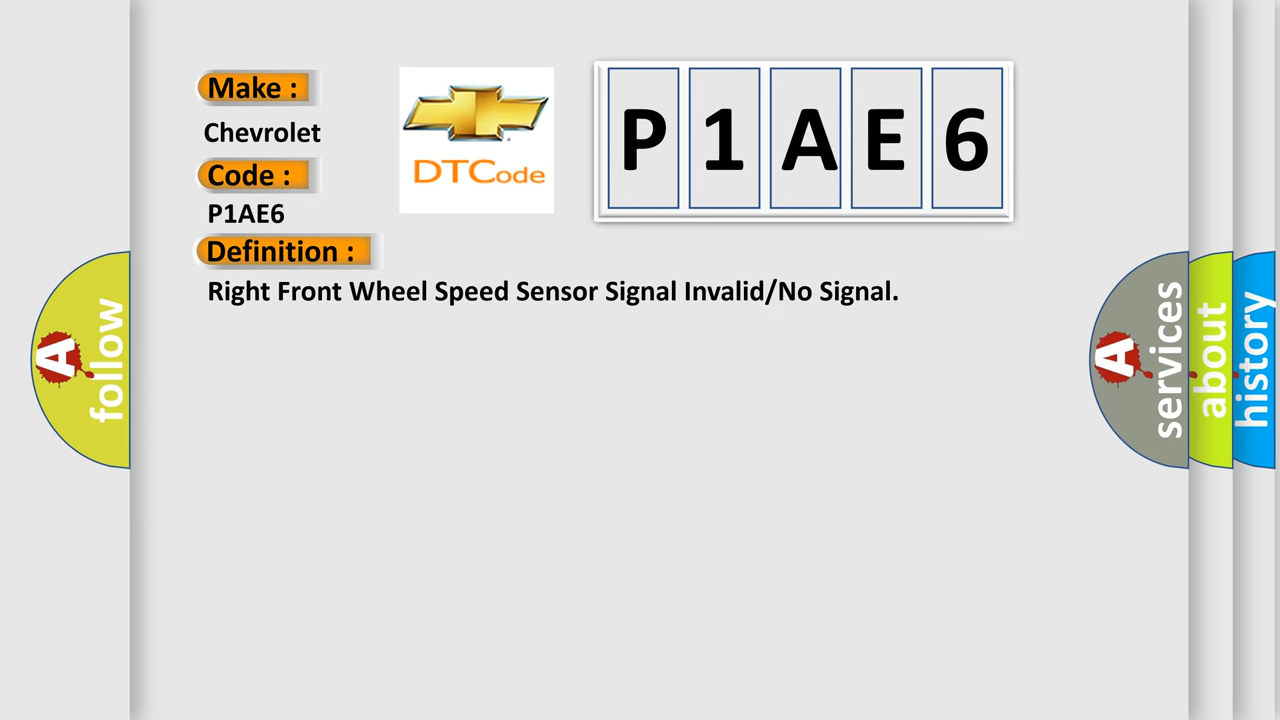 Make :
Chevrolet
Code :
P1AE6
Definition :
Right Front Wheel Speed Sensor Signal Invalid/No Signal.
DTCode
P 1 A E 6
A follow
A services
about
history